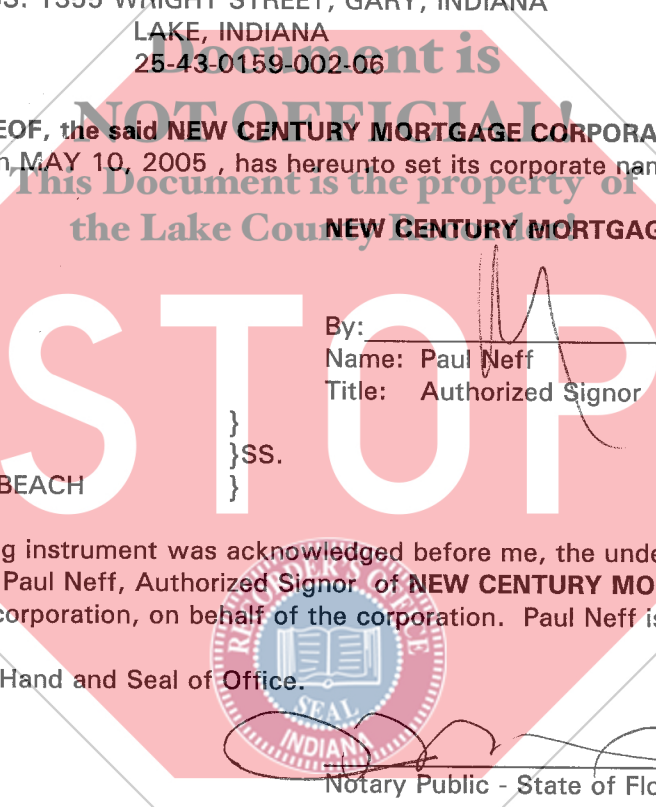 S: 1355 WRIGHT STREET, GARY, INDIANA
LAKE, INDIANA
25-43-0159-002-06
Document is
NOT OFFICIAL!
This Document is the property of
the Lake County Recorder!
EOF, the said NEW CENTURY MORTGAGE CORPORA
n MAY 10, 2005 , has hereunto set its corporate nam
NEW CENTURY MORTGAG
STOP
By:
Name: Paul Neff
Title: Authorized Signor
}
}SS.
BEACH }
g instrument was acknowledged before me, the unde
Paul Neff, Authorized Signor of NEW CENTURY MO
corporation, on behalf of the corporation. Paul Neff is
Hand and Seal of Office.
RECORDER'S OFFICE
SEAL
INDIANA
Notary Public - State of Flo